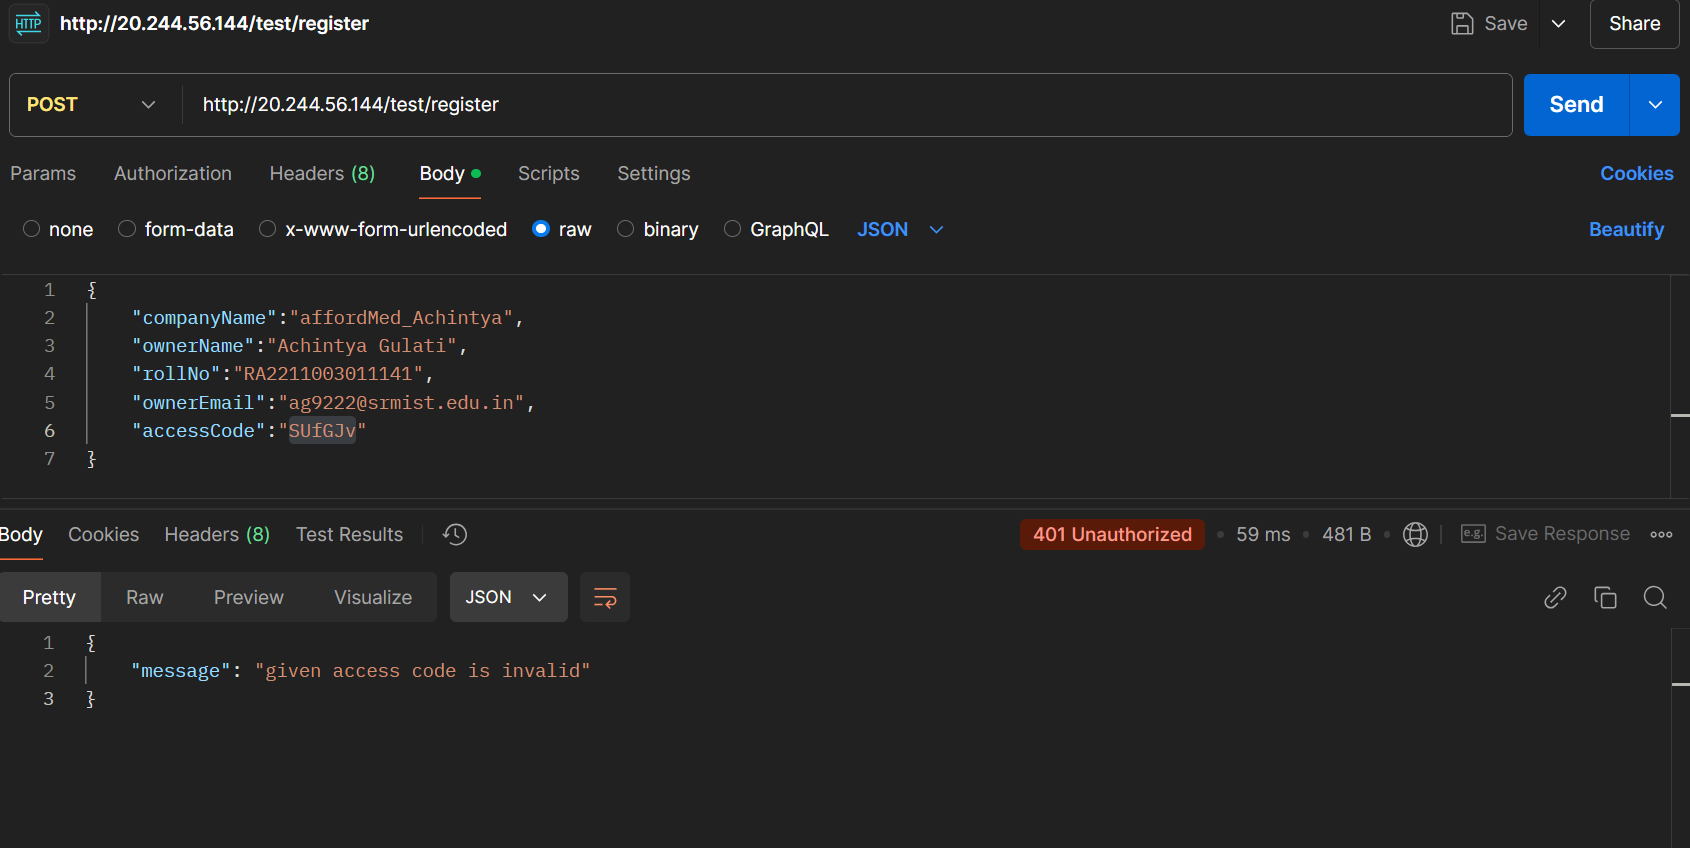 HTTP http://20.244.56.144/test/register Save Share
POST http://20.244.56.144/test/register Send
Params Authorization Headers (8) Body Scripts Settings Cookies
none form-data x-www-form-urlencoded raw binary GraphQL JSON Beautify
1 {
2 "companyName":"affordMed_Achintya",
3 "ownerName":"Achintya Gulati",
4 "rollNo":"RA2211003011141",
5 "ownerEmail":"ag9222@srmist.edu.in",
6 "accessCode":"SUfGJv"
7 }
Body Cookies Headers (8) Test Results 401 Unauthorized • 59 ms • 481 B • e.g. Save Response
Pretty Raw Preview Visualize JSON
1 {
2 "message": "given access code is invalid"
3 }